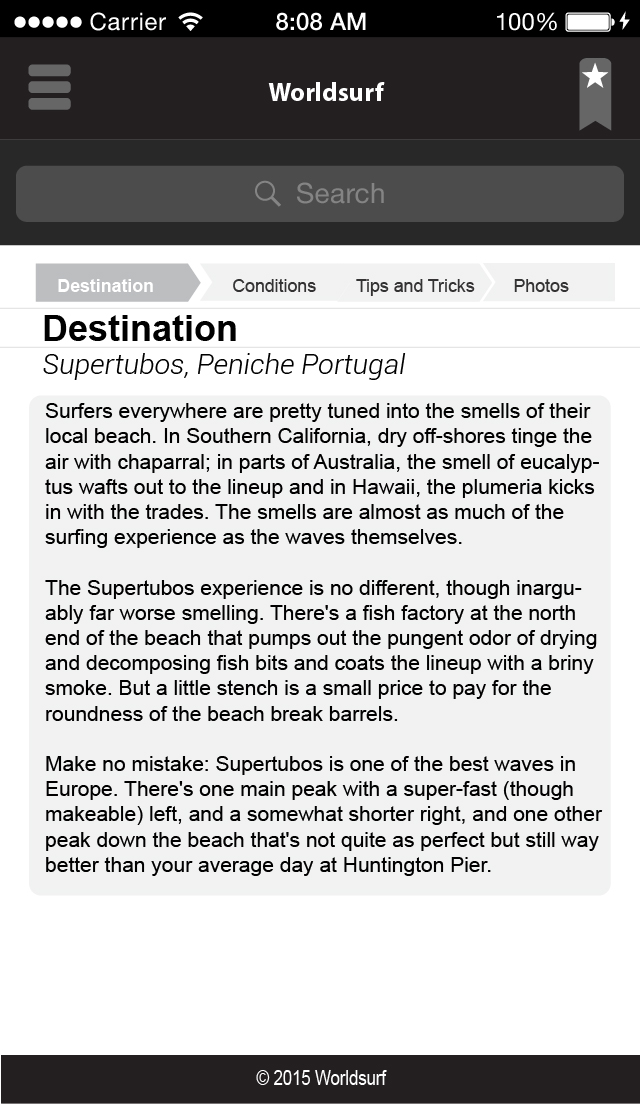 Carrier 8:08 AM 100%
Worldsurf
Search
Destination Conditions Tips and Tricks Photos
Destination
Supertubos, Peniche Portugal
Surfers everywhere are pretty tuned into the smells of their
local beach. In Southern California, dry off-shores tinge the
air with chaparral; in parts of Australia, the smell of eucalyp-
tus wafts out to the lineup and in Hawaii, the plumeria kicks
in with the trades. The smells are almost as much of the
surfing experience as the waves themselves.
The Supertubos experience is no different, though inargu-
ably far worse smelling. There's a fish factory at the north
end of the beach that pumps out the pungent odor of drying
and decomposing fish bits and coats the lineup with a briny
smoke. But a little stench is a small price to pay for the
roundness of the beach break barrels.
Make no mistake: Supertubos is one of the best waves in
Europe. There's one main peak with a super-fast (though
makeable) left, and a somewhat shorter right, and one other
peak down the beach that's not quite as perfect but still way
better than your average day at Huntington Pier.
© 2015 Worldsurf